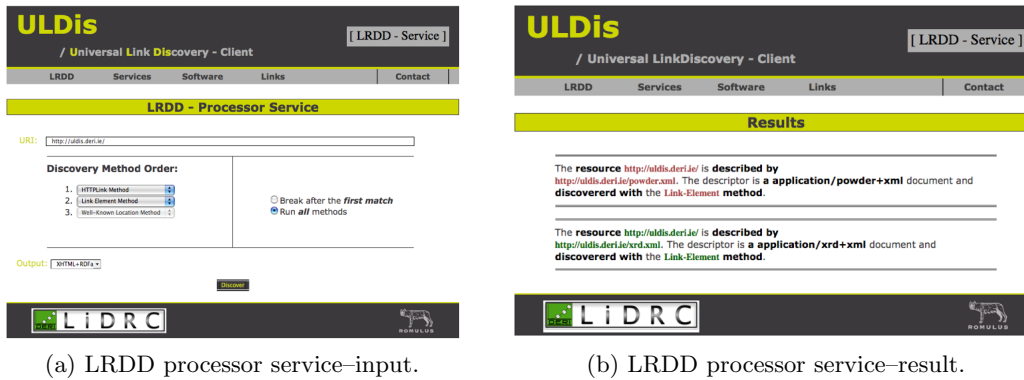 ULDis
[ LRDD - Service ]
/ Universal Link Discovery - Client
LRDD Services Software Links Contact
LRDD - Processor Service
URI: http://uldis.deri.ie/
Discovery Method Order:
1. HTTPLink Method
2. Link Element Method
3. Well-Known Location Method
Break after the first match
Run all methods
Output: XHTML+RDFa
Discover
DERI LiDRC
ROMULUS
(a) LRDD processor service–input.
ULDis
[ LRDD - Service ]
/ Universal LinkDiscovery - Client
LRDD Services Software Links Contact
Results
The resource http://uldis.deri.ie/ is described by
http://uldis.deri.ie/powder.xml. The descriptor is a application/powder+xml document and
discovererd with the Link-Element method.
The resource http://uldis.deri.ie/ is described by
http://uldis.deri.ie/xrd.xml. The descriptor is a application/xrd+xml document and
discovererd with the Link-Element method.
DERI LiDRC
ROMULUS
(b) LRDD processor service–result.